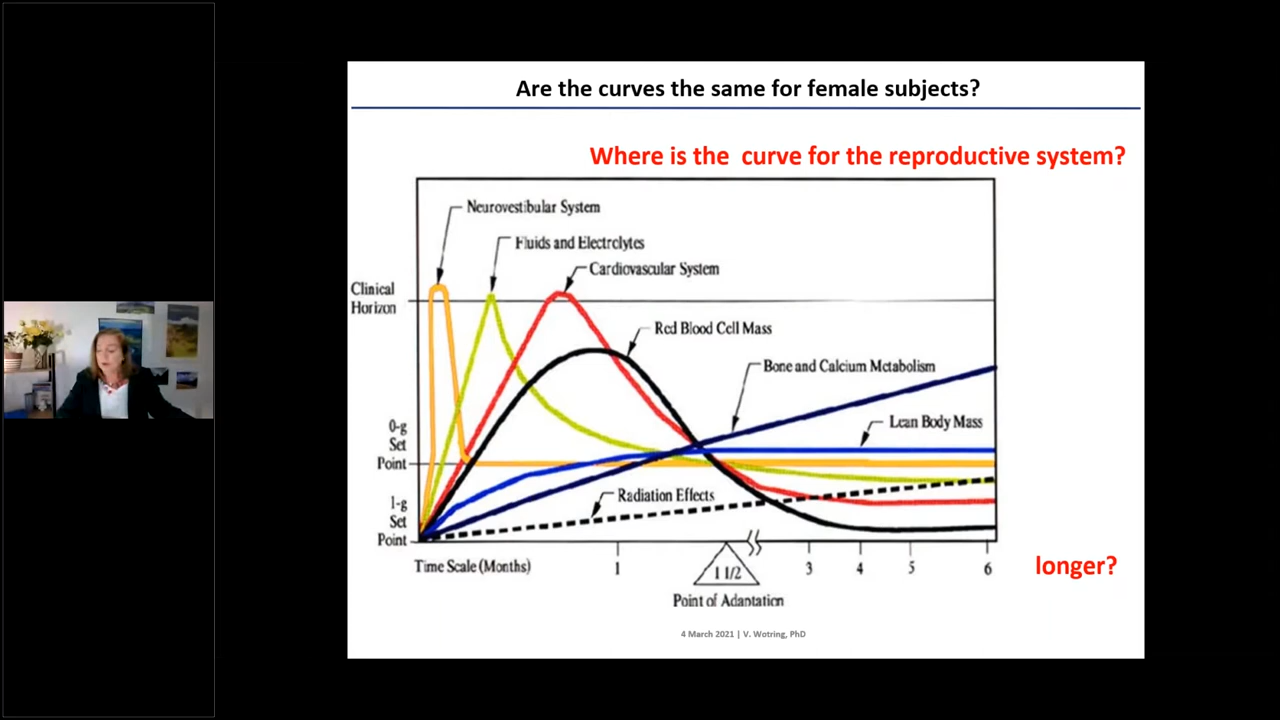 Are the curves the same for female subjects?
Where is the curve for the reproductive system?
Neurovestibular System
Fluids and Electrolytes
Cardiovascular System
Clinical
Horizon
Red Blood Cell Mass
Bone and Calcium Metabolism
Lean Body Mass
0-g
Set
Point
Radiation Effects
1-g
Set
Point
Time Scale (Months)
1
1 1/2
3
4
5
6
longer?
Point of Adaptation
4 March 2021 | V. Wotring, PhD